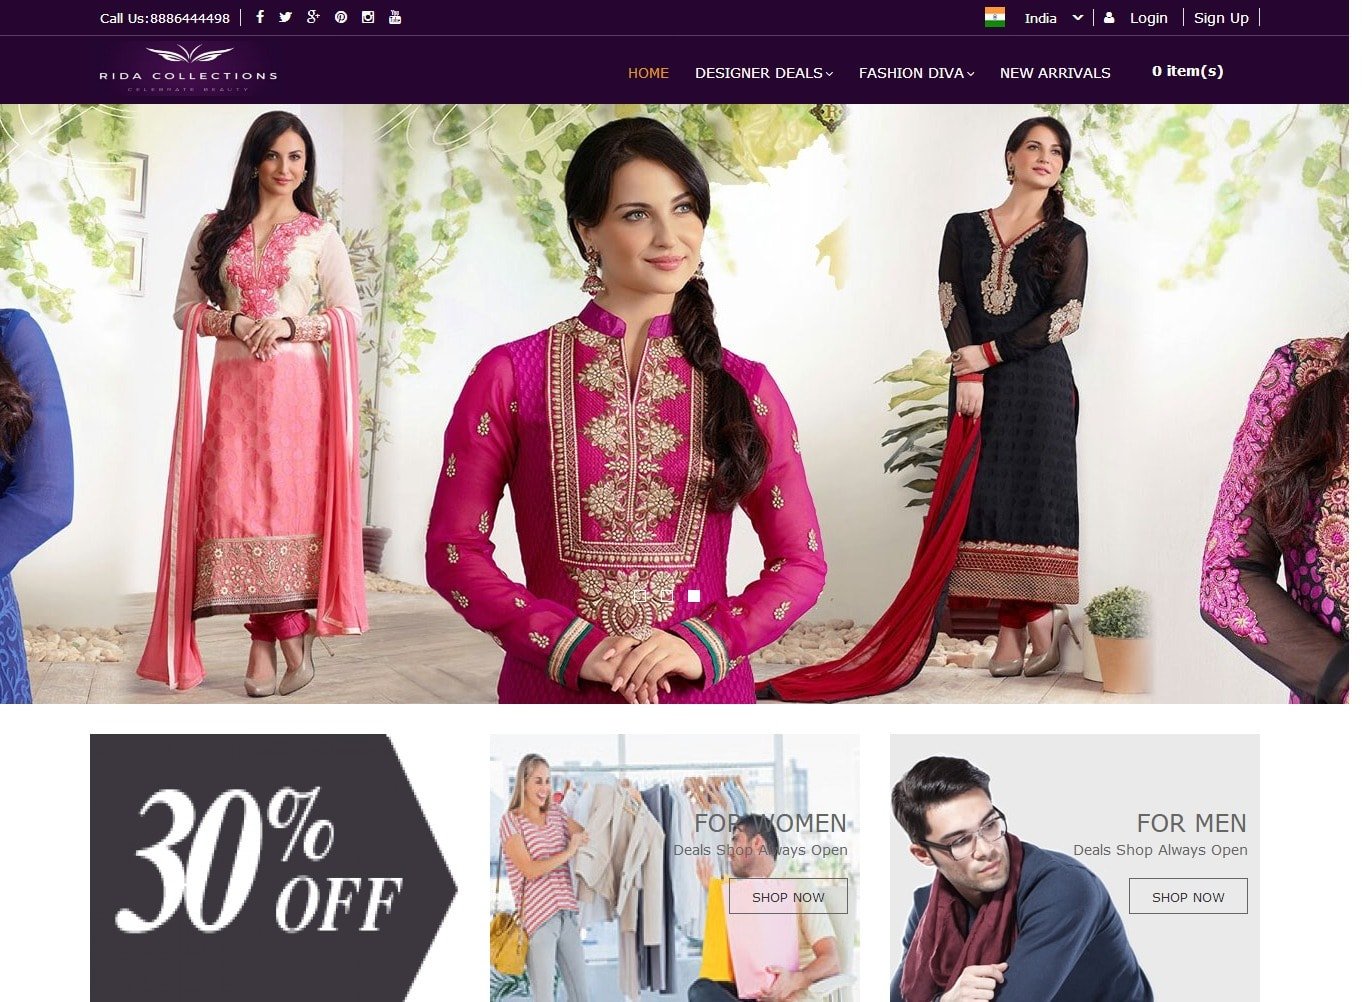 Call Us:8886444498
India
Login
Sign Up
RIDA COLLECTIONS
CELEBRATE BEAUTY
HOME
DESIGNER DEALS
FASHION DIVA
NEW ARRIVALS
0 item(s)
30% OFF
FOR WOMEN
Deals Shop Always Open
SHOP NOW
FOR MEN
Deals Shop Always Open
SHOP NOW